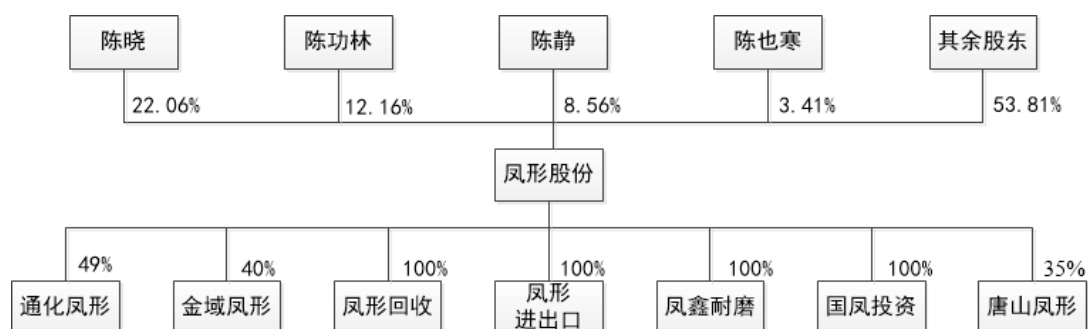 陈晓
陈功林
陈静
陈也寒
其余股东
22.06%
12.16%
8.56%
3.41%
53.81%
凤形股份
49%
40%
100%
100%
100%
100%
35%
通化凤形
金域凤形
凤形回收
凤形
进出口
凤鑫耐磨
国凤投资
唐山凤形